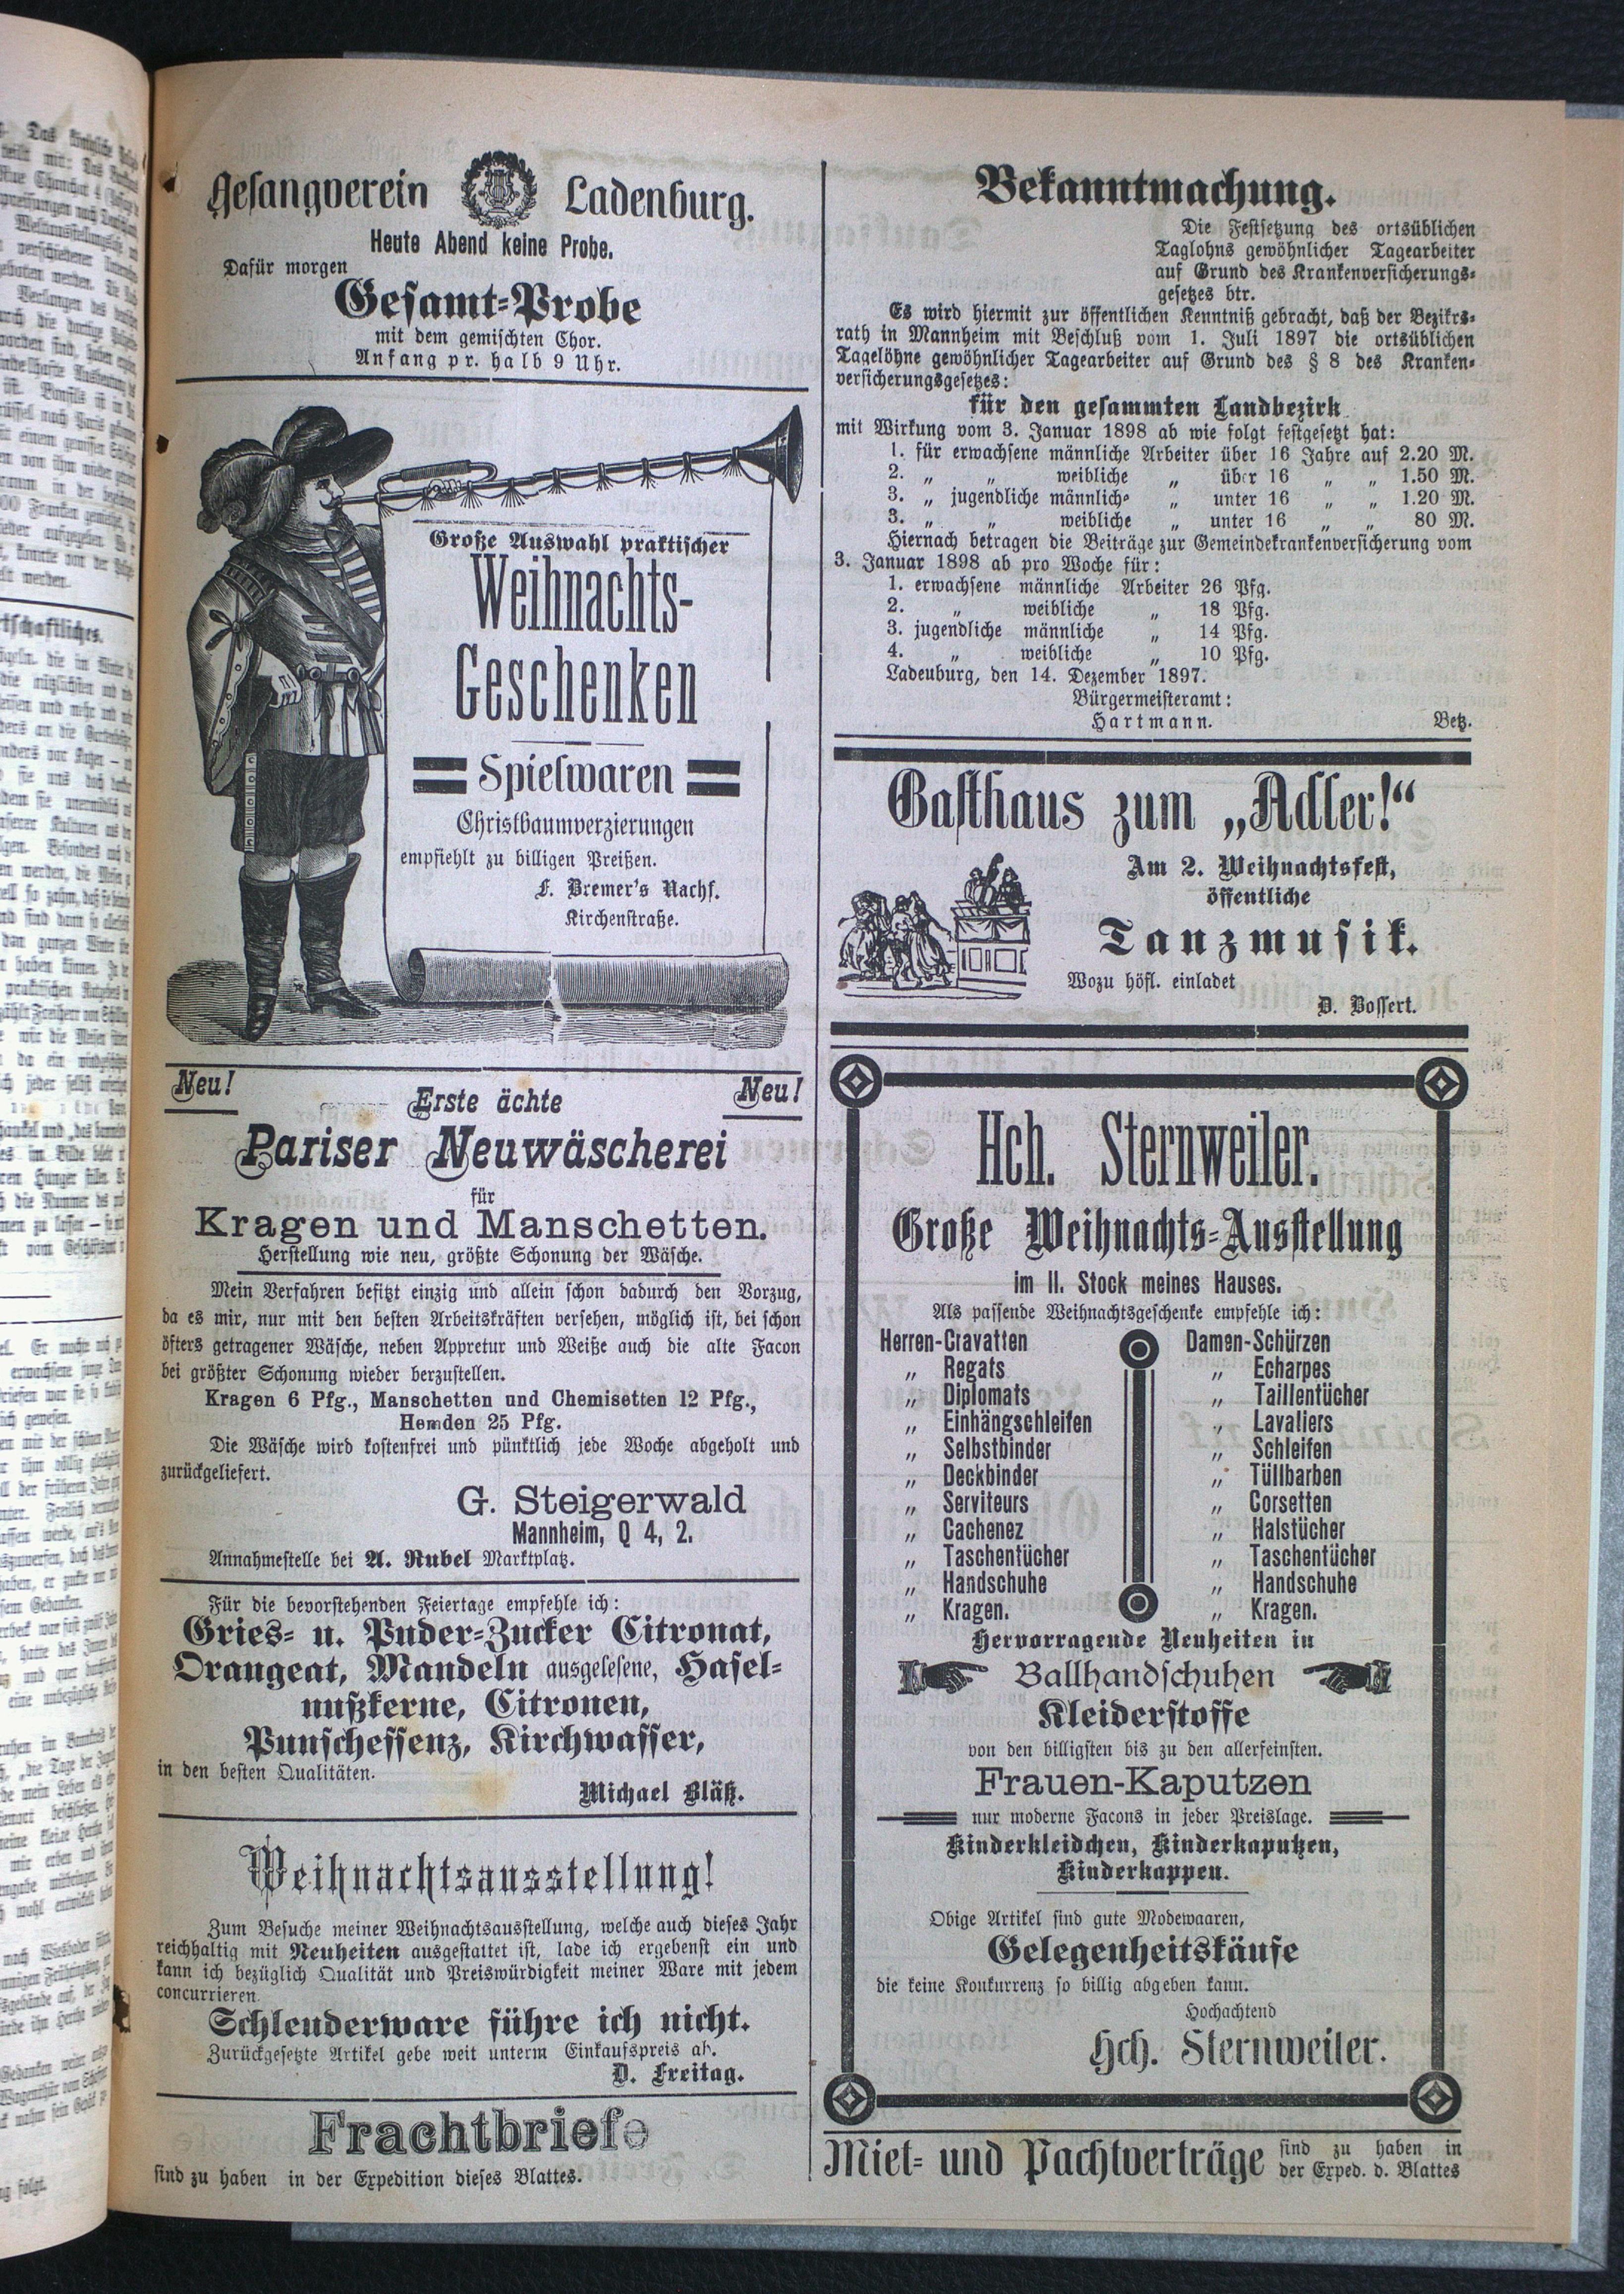 Gesangverein Ladenburg.
Heute Abend keine Probe.
Dafür morgen
Gesamt-Probe
mit dem gemischten Chor.
Anfang pr. halb 9 Uhr.
Große Auswahl praktischer
Weihnachts-
Geschenken
Spielwaren
Christbaumverzierungen
empfiehlt zu billigen Preißen.
F. Bremer's Nachf.
Kirchenstraße.
Neu! Neu!
Erste ächte
Pariser Neuwäscherei
für
Kragen und Manschetten.
Herstellung wie neu, größte Schonung der Wäsche.
Mein Verfahren besitzt einzig und allein schon dadurch den Vorzug,
da es mir, nur mit den besten Arbeitskräften versehen, möglich ist, bei schon
öfters getragener Wäsche, neben Appretur und Weiße auch die alte Facon
bei größter Schonung wieder herzustellen.
Kragen 6 Pfg., Manschetten und Chemisetten 12 Pfg.,
Hemden 25 Pfg.
Die Wäsche wird kostenfrei und pünktlich jede Woche abgeholt und
zurückgeliefert.
G. Steigerwald
Mannheim, Q 4, 2.
Annahmestelle bei A. Rubel Marktplatz.
Für die bevorstehenden Feiertage empfehle ich:
Gries- u. Puder-Zucker Citronat,
Orangeat, Mandeln ausgelesene, Hasel-
nußkerne, Citronen,
Punschessenz, Kirchwasser,
in den besten Qualitäten.
Michael Bläß.
Weihnachtsausstellung!
Zum Besuche meiner Weihnachtsausstellung, welche auch dieses Jahr
reichhaltig mit Neuheiten ausgestattet ist, lade ich ergebenst ein und
kann ich bezüglich Qualität und Preiswürdigkeit meiner Ware mit jedem
concurrieren.
Schleuderware führe ich nicht.
Zurückgesetzte Artikel gebe weit unterm Einkaufspreis ab.
D. Freitag.
Frachtbriefe
sind zu haben in der Expedition dieses Blattes.
Bekanntmachung.
Die Festsetzung des ortsüblichen
Taglohns gewöhnlicher Tagearbeiter
auf Grund des Krankenversicherungs-
gesetzes btr.
Es wird hiermit zur öffentlichen Kenntniß gebracht, daß der Bezikrs-
rath in Mannheim mit Beschluß vom 1. Juli 1897 die ortsüblichen
Tagelöhne gewöhnlicher Tagearbeiter auf Grund des § 8 des Kranken-
versicherungsgesetzes:
für den gesammten Landbezirk
mit Wirkung vom 3. Januar 1898 ab wie folgt festgesetzt hat:
1. für erwachsene männliche Arbeiter über 16 Jahre auf 2.20 M.
2. „ „ weibliche „ über 16 „ „ 1.50 M.
3. „ jugendliche männliche „ unter 16 „ „ 1.20 M.
3. „ „ weibliche „ unter 16 „ „ 80 M.
Hiernach betragen die Beiträge zur Gemeindekrankenversicherung vom
3. Januar 1898 ab pro Woche für:
1. erwachsene männliche Arbeiter 26 Pfg.
2. „ weibliche „ 18 Pfg.
3. jugendliche männliche „ 14 Pfg.
4. „ weibliche „ 10 Pfg.
Ladenburg, den 14. Dezember 1897.
Bürgermeisteramt:
Hartmann. Betz.
Gasthaus zum „Adler!“
Am 2. Weihnachtsfest,
öffentliche
Tanzmusik.
Wozu höfl. einladet
D. Bossert.
Hch. Sternweiler.
Große Weihnachts-Ausstellung
im II. Stock meines Hauses.
Als passende Weihnachtsgeschenke empfehle ich:
Herren-Cravatten
„ Regats
„ Diplomats
„ Einhängschleifen
„ Selbstbinder
„ Deckbinder
„ Serviteurs
„ Cachenez
„ Taschentücher
„ Handschuhe
„ Kragen.
Damen-Schürzen
„ Echarpes
„ Taillentücher
„ Lavaliers
„ Schleifen
„ Tüllbarben
„ Corsetten
„ Halstücher
„ Taschentücher
„ Handschuhe
„ Kragen.
Hervorragende Neuheiten in
Ballhandschuhen
Kleiderstoffe
von den billigsten bis zu den allerfeinsten.
Frauen-Kaputzen
nur moderne Facons in jeder Preislage.
Kinderkleidchen, Kinderkaputzen,
Kinderkappen.
Obige Artikel sind gute Modewaaren,
Gelegenheitskäufe
die keine Konkurrenz so billig abgeben kann.
Hochachtend
Hch. Sternweiler.
Miet- und Pachtverträge sind zu haben in
der Exped. d. Blattes